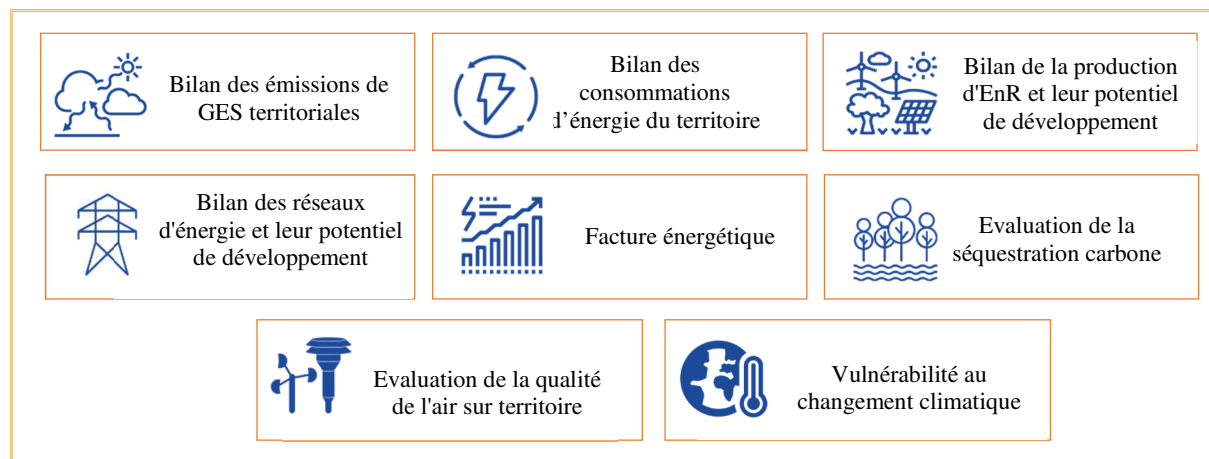 Bilan des émissions de
GES territoriales
Bilan des
consommations
d’énergie du territoire
Bilan de la production
d'EnR et leur potentiel
de développement
Bilan des réseaux
d'énergie et leur potentiel
de développement
Facture énergétique
Evaluation de la
séquestration carbone
Evaluation de la qualité
de l'air sur territoire
Vulnérabilité au
changement climatique